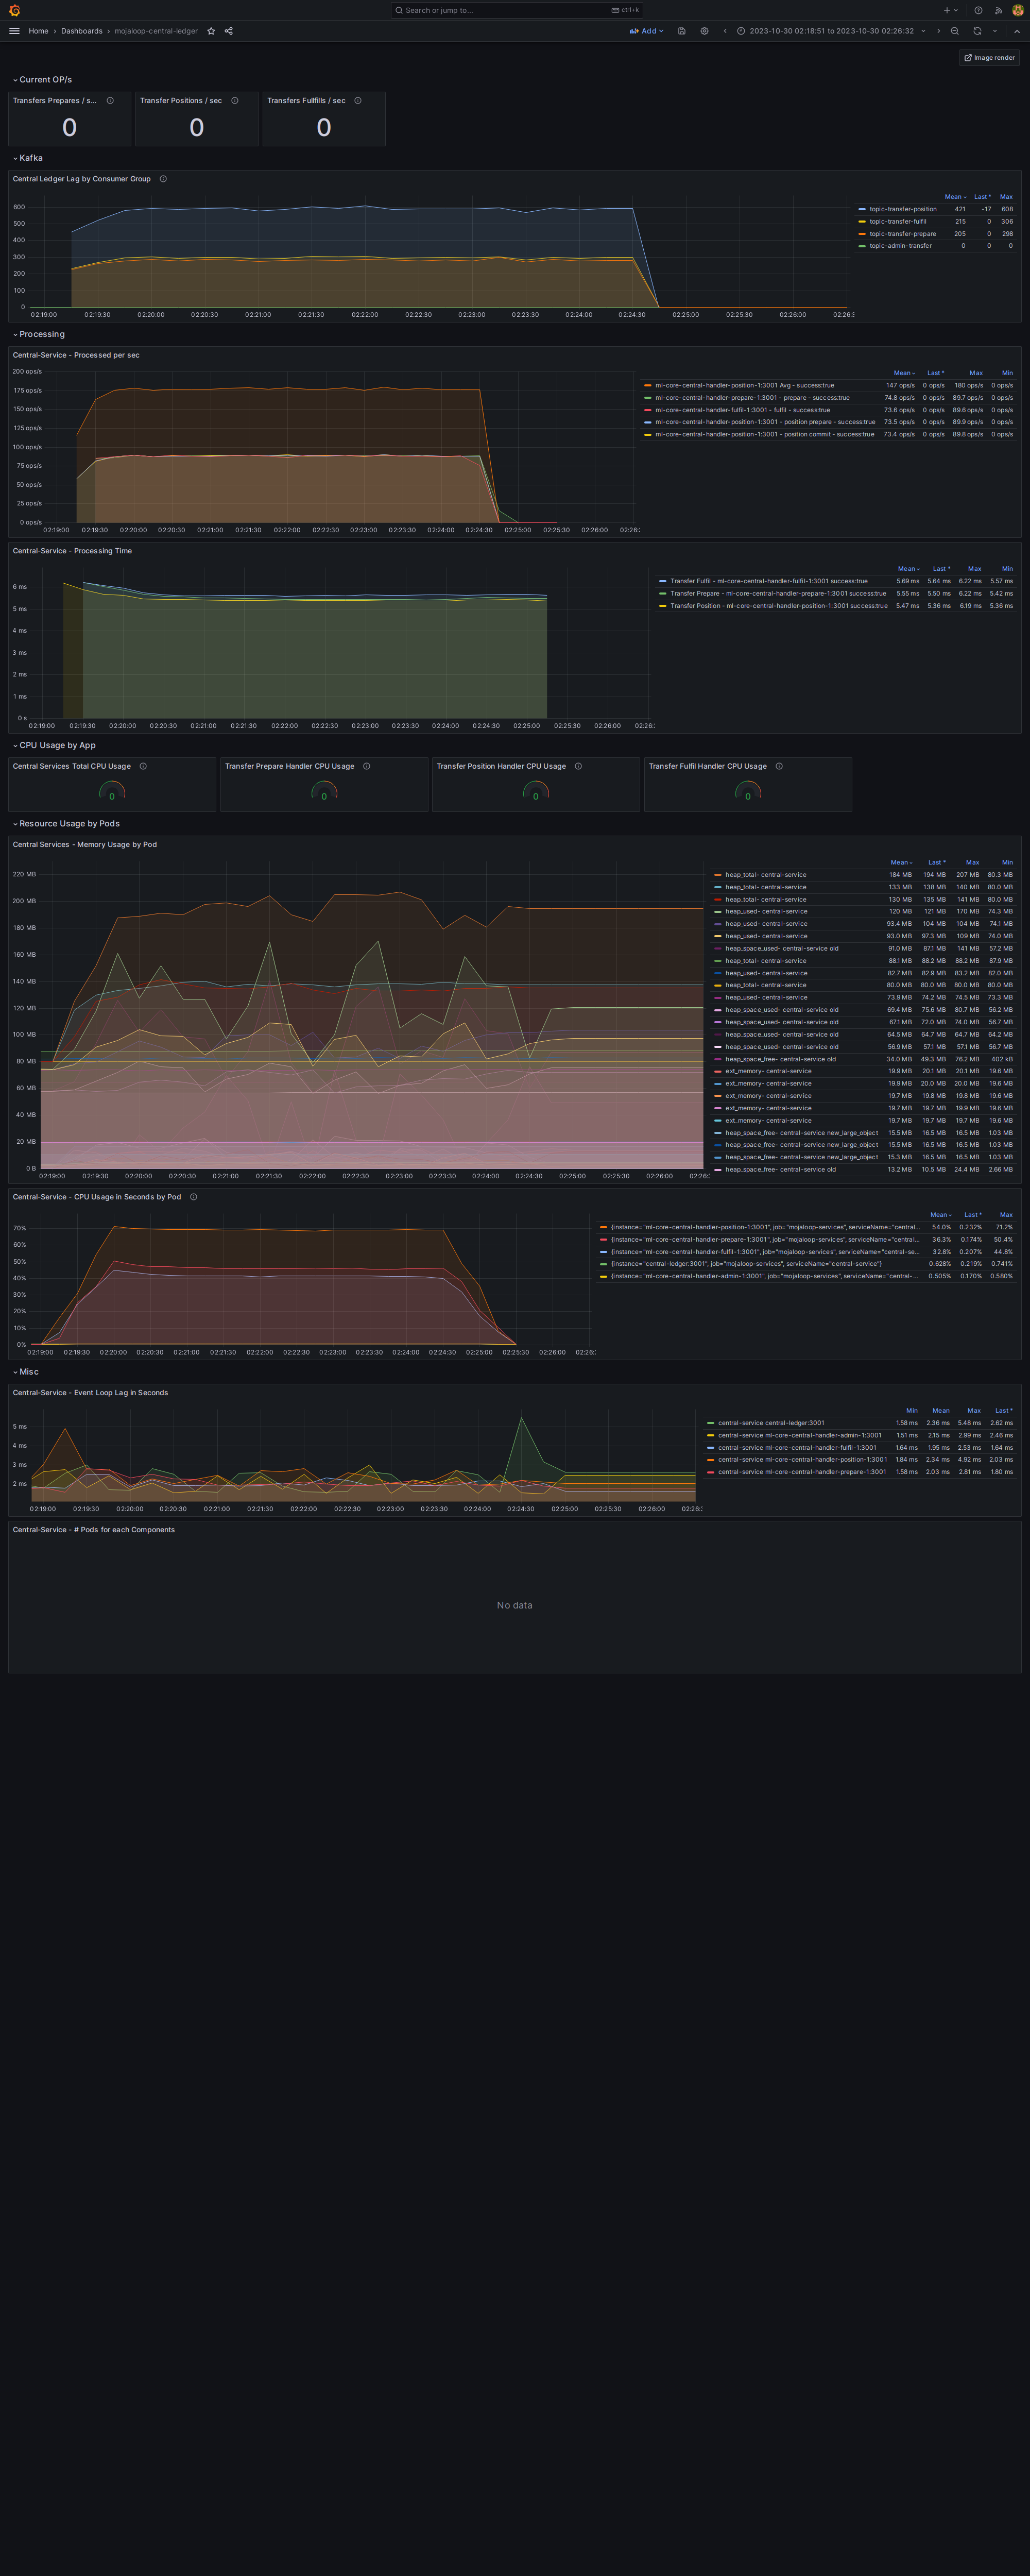 Search or jump to...
ctrl+k
Home › Dashboards › mojaloop-central-ledger
Add
2023-10-30 02:18:51 to 2023-10-30 02:26:32
Image render
Current OP/s
Transfers Prepares / s...
Transfer Positions / sec
Transfers Fullfills / sec
0
0
0
Kafka
Central Ledger Lag by Consumer Group
600
500
400
300
200
100
0
02:19:00 02:19:30 02:20:00 02:20:30 02:21:00 02:21:30 02:22:00 02:22:30 02:23:00 02:23:30 02:24:00 02:24:30 02:25:00 02:25:30 02:26:00
Mean Last * Max
topic-transfer-position 421 -17 608
topic-transfer-fulfil 215 0 306
topic-transfer-prepare 205 0 298
topic-admin-transfer 0 0 0
Processing
Central-Service - Processed per sec
200 ops/s
175 ops/s
150 ops/s
125 ops/s
100 ops/s
75 ops/s
50 ops/s
25 ops/s
0 ops/s
02:19:00 02:19:30 02:20:00 02:20:30 02:21:00 02:21:30 02:22:00 02:22:30 02:23:00 02:23:30 02:24:00 02:24:30 02:25:00 02:25:30 02:26:00
Mean Last * Max Min
ml-core-central-handler-position-1:3001 Avg - success:true 147 ops/s 0 ops/s 180 ops/s 0 ops/s
ml-core-central-handler-prepare-1:3001 - prepare - success:true 74.8 ops/s 0 ops/s 89.7 ops/s 0 ops/s
ml-core-central-handler-fulfil-1:3001 - fulfil - success:true 73.6 ops/s 0 ops/s 89.6 ops/s 0 ops/s
ml-core-central-handler-position-1:3001 - position prepare - success:true 73.5 ops/s 0 ops/s 89.9 ops/s 0 ops/s
ml-core-central-handler-position-1:3001 - position commit - success:true 73.4 ops/s 0 ops/s 89.8 ops/s 0 ops/s
Central-Service - Processing Time
6 ms
5 ms
4 ms
3 ms
2 ms
1 ms
0 s
02:19:00 02:19:30 02:20:00 02:20:30 02:21:00 02:21:30 02:22:00 02:22:30 02:23:00 02:23:30 02:24:00 02:24:30 02:25:00 02:25:30 02:26:00
Mean Last * Max Min
Transfer Fulfil - ml-core-central-handler-fulfil-1:3001 success:true 5.69 ms 5.64 ms 6.22 ms 5.57 ms
Transfer Prepare - ml-core-central-handler-prepare-1:3001 success:true 5.55 ms 5.50 ms 6.22 ms 5.42 ms
Transfer Position - ml-core-central-handler-position-1:3001 success:true 5.47 ms 5.36 ms 6.19 ms 5.36 ms
CPU Usage by App
Central Services Total CPU Usage
Transfer Prepare Handler CPU Usage
Transfer Position Handler CPU Usage
Transfer Fulfil Handler CPU Usage
0
0
0
0
Resource Usage by Pods
Central Services - Memory Usage by Pod
220 MB
200 MB
180 MB
160 MB
140 MB
120 MB
100 MB
80 MB
60 MB
40 MB
20 MB
0 B
02:19:00 02:19:30 02:20:00 02:20:30 02:21:00 02:21:30 02:22:00 02:22:30 02:23:00 02:23:30 02:24:00 02:24:30 02:25:00 02:25:30 02:26:00
Mean Last * Max Min
heap_total- central-service 184 MB 194 MB 207 MB 80.3 MB
heap_total- central-service 133 MB 138 MB 140 MB 80.0 MB
heap_total- central-service 130 MB 135 MB 141 MB 80.0 MB
heap_used- central-service 120 MB 121 MB 170 MB 74.3 MB
heap_used- central-service 93.4 MB 104 MB 104 MB 74.1 MB
heap_used- central-service 93.0 MB 97.3 MB 109 MB 74.0 MB
heap_space_used- central-service old 91.0 MB 87.1 MB 141 MB 57.2 MB
heap_total- central-service 88.1 MB 88.2 MB 88.2 MB 87.9 MB
heap_used- central-service 82.7 MB 82.9 MB 83.2 MB 82.0 MB
heap_total- central-service 80.0 MB 80.0 MB 80.0 MB 80.0 MB
heap_used- central-service 73.9 MB 74.2 MB 74.5 MB 73.3 MB
heap_space_used- central-service old 69.4 MB 75.6 MB 80.7 MB 56.2 MB
heap_space_used- central-service old 67.1 MB 72.0 MB 74.0 MB 56.7 MB
heap_space_used- central-service old 64.5 MB 64.7 MB 64.7 MB 64.2 MB
heap_space_used- central-service old 56.9 MB 57.1 MB 57.1 MB 56.7 MB
heap_space_free- central-service old 34.0 MB 49.3 MB 76.2 MB 402 kB
ext_memory- central-service 19.9 MB 20.1 MB 20.1 MB 19.6 MB
ext_memory- central-service 19.9 MB 20.0 MB 20.0 MB 19.6 MB
ext_memory- central-service 19.7 MB 19.8 MB 19.8 MB 19.6 MB
ext_memory- central-service 19.7 MB 19.7 MB 19.9 MB 19.6 MB
ext_memory- central-service 19.7 MB 19.7 MB 19.7 MB 19.6 MB
heap_space_free- central-service new_large_object 15.5 MB 16.5 MB 16.5 MB 1.03 MB
heap_space_free- central-service new_large_object 15.5 MB 16.5 MB 16.5 MB 1.03 MB
heap_space_free- central-service new_large_object 15.3 MB 16.5 MB 16.5 MB 1.03 MB
heap_space_free- central-service old 13.2 MB 10.5 MB 24.4 MB 2.66 MB
Central-Service - CPU Usage in Seconds by Pod
70%
60%
50%
40%
30%
20%
10%
0%
02:19:00 02:19:30 02:20:00 02:20:30 02:21:00 02:21:30 02:22:00 02:22:30 02:23:00 02:23:30 02:24:00 02:24:30 02:25:00 02:25:30 02:26:00
Mean Last * Max
{instance="ml-core-central-handler-position-1:3001", job="mojaloop-services", serviceName="central... 54.0% 0.232% 71.2%
{instance="ml-core-central-handler-prepare-1:3001", job="mojaloop-services", serviceName="central... 36.3% 0.174% 50.4%
{instance="ml-core-central-handler-fulfil-1:3001", job="mojaloop-services", serviceName="central-se... 32.8% 0.207% 44.8%
{instance="central-ledger:3001", job="mojaloop-services", serviceName="central-service"} 0.628% 0.219% 0.741%
{instance="ml-core-central-handler-admin-1:3001", job="mojaloop-services", serviceName="central-... 0.505% 0.170% 0.580%
Misc
Central-Service - Event Loop Lag in Seconds
5 ms
4 ms
3 ms
2 ms
02:19:00 02:19:30 02:20:00 02:20:30 02:21:00 02:21:30 02:22:00 02:22:30 02:23:00 02:23:30 02:24:00 02:24:30 02:25:00 02:25:30 02:26:00
Min Mean Max Last *
central-service central-ledger:3001 1.58 ms 2.36 ms 5.48 ms 2.62 ms
central-service ml-core-central-handler-admin-1:3001 1.51 ms 2.15 ms 2.99 ms 2.46 ms
central-service ml-core-central-handler-fulfil-1:3001 1.64 ms 1.95 ms 2.53 ms 1.64 ms
central-service ml-core-central-handler-position-1:3001 1.84 ms 2.34 ms 4.92 ms 2.03 ms
central-service ml-core-central-handler-prepare-1:3001 1.58 ms 2.03 ms 2.81 ms 1.80 ms
Central-Service - # Pods for each Components
No data